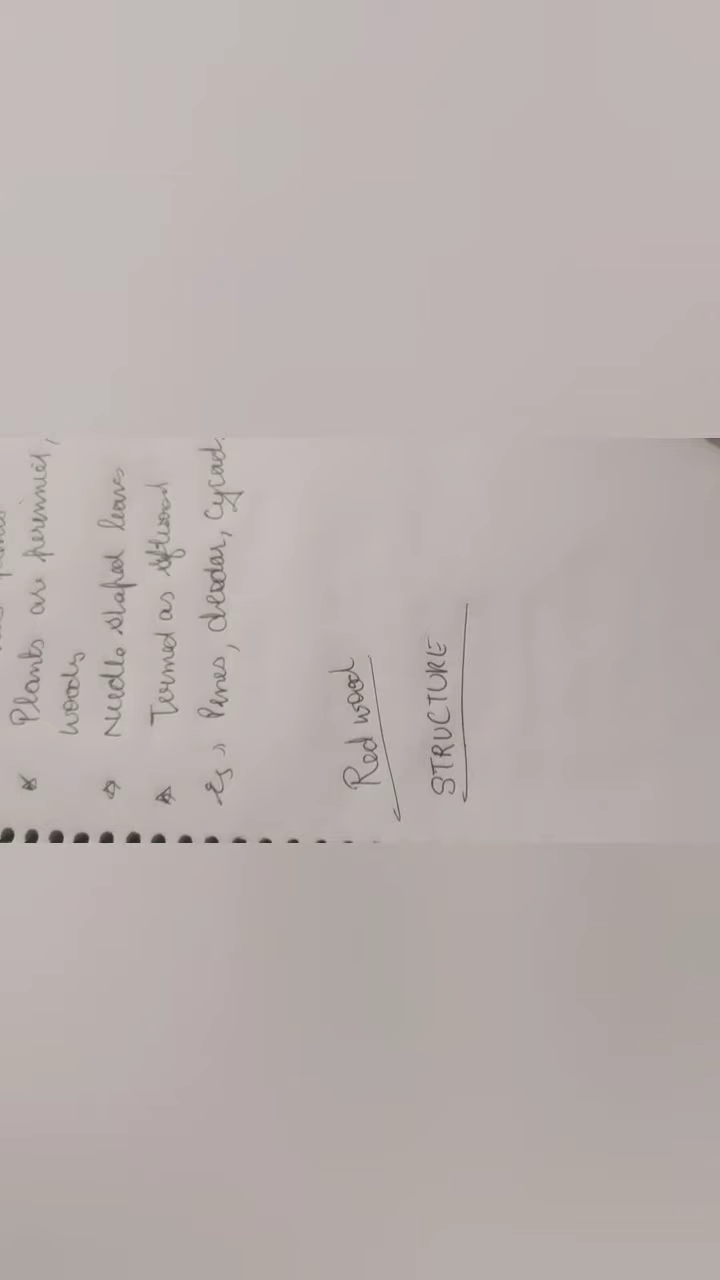 ☆ Plants are perennial,
woody
☆ Needle shaped leaves
☆ Termed as softwood
eg, Pines, deodar, Cycad.
Red wood
STRUCTURE